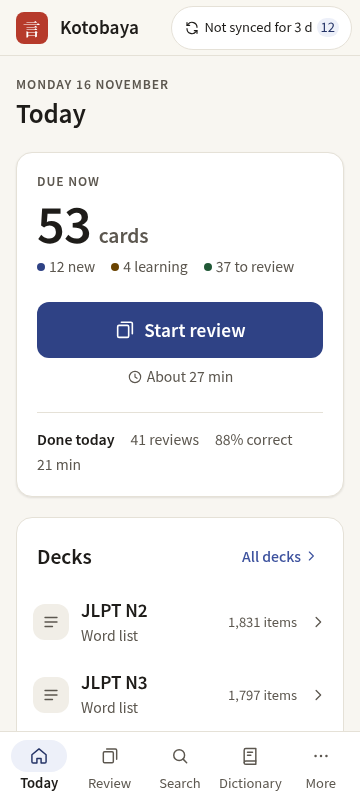 言 Kotobaya Not synced for 3 d 12
MONDAY 16 NOVEMBER
Today
DUE NOW
53 cards
12 new 4 learning 37 to review
Start review
About 27 min
Done today 41 reviews 88% correct
21 min
Decks All decks
JLPT N2
Word list
1,831 items
JLPT N3
Word list
1,797 items
Today Review Search Dictionary More